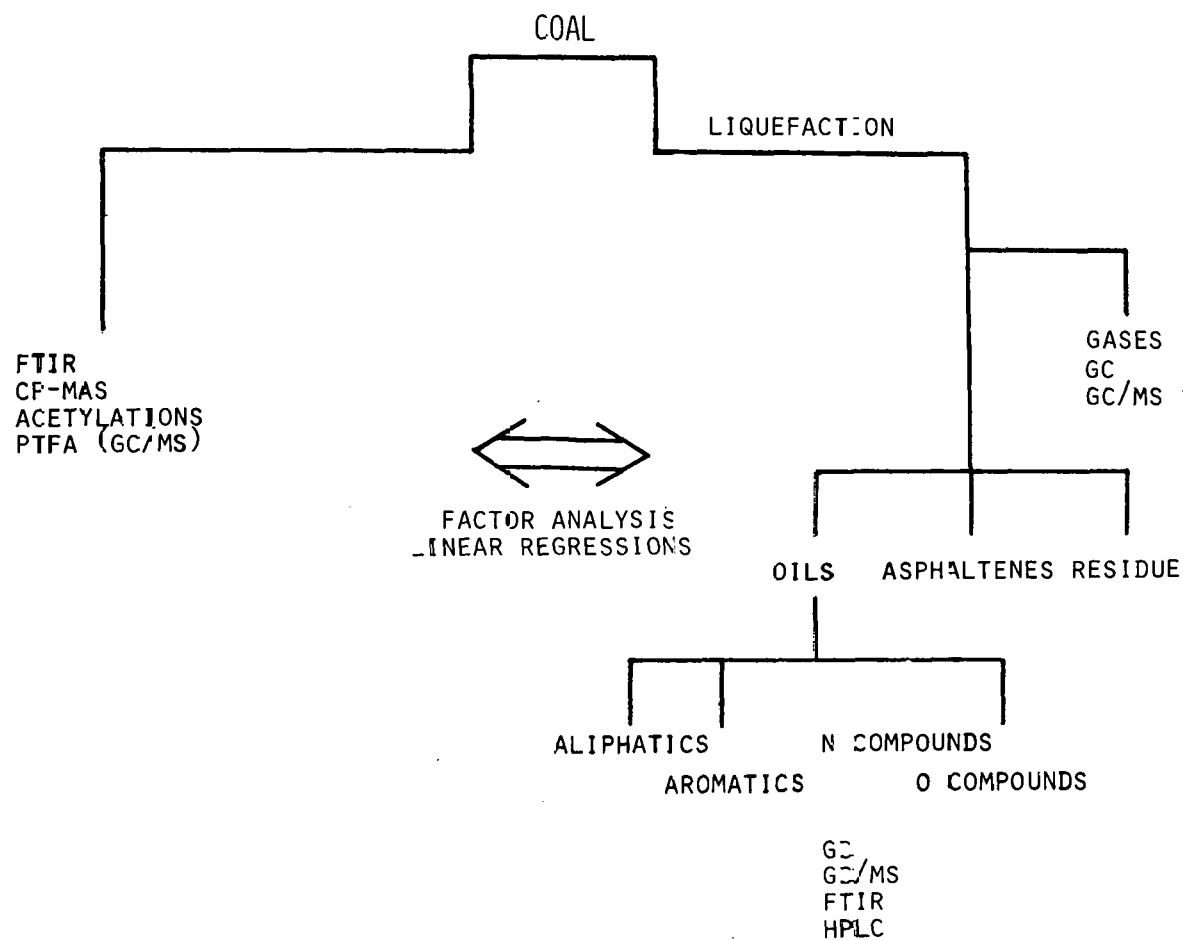 COAL
LIQUEFACTION
FTIR
CP-MAS
ACETYLATIONS
PTFA (GC/MS)
GASES
GC
GC/MS
FACTOR ANALYSIS
LINEAR REGRESSIONS
OILS ASPHALTENES RESIDUE
ALIPHATICS N COMPOUNDS
AROMATICS O COMPOUNDS
GC
GC/MS
FTIR
HPLC